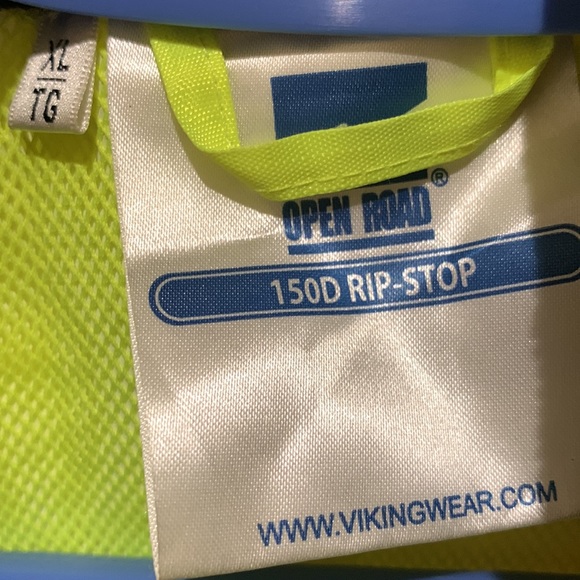 XL
TG
OPEN ROAD®
150D RIP-STOP
WWW.VIKINGWEAR.COM